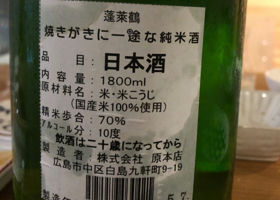 蓬莱鶴
焼きがきに一途な純米酒
品目：日本酒
内容量：1800ml
原材料名：米・米こうじ
（国産米100%使用）
精米歩合：70%
アルコール分：10度
飲酒は二十歳になってから
製造者：株式会社 原本店
広島市中区白島九軒町9-19
5.7.